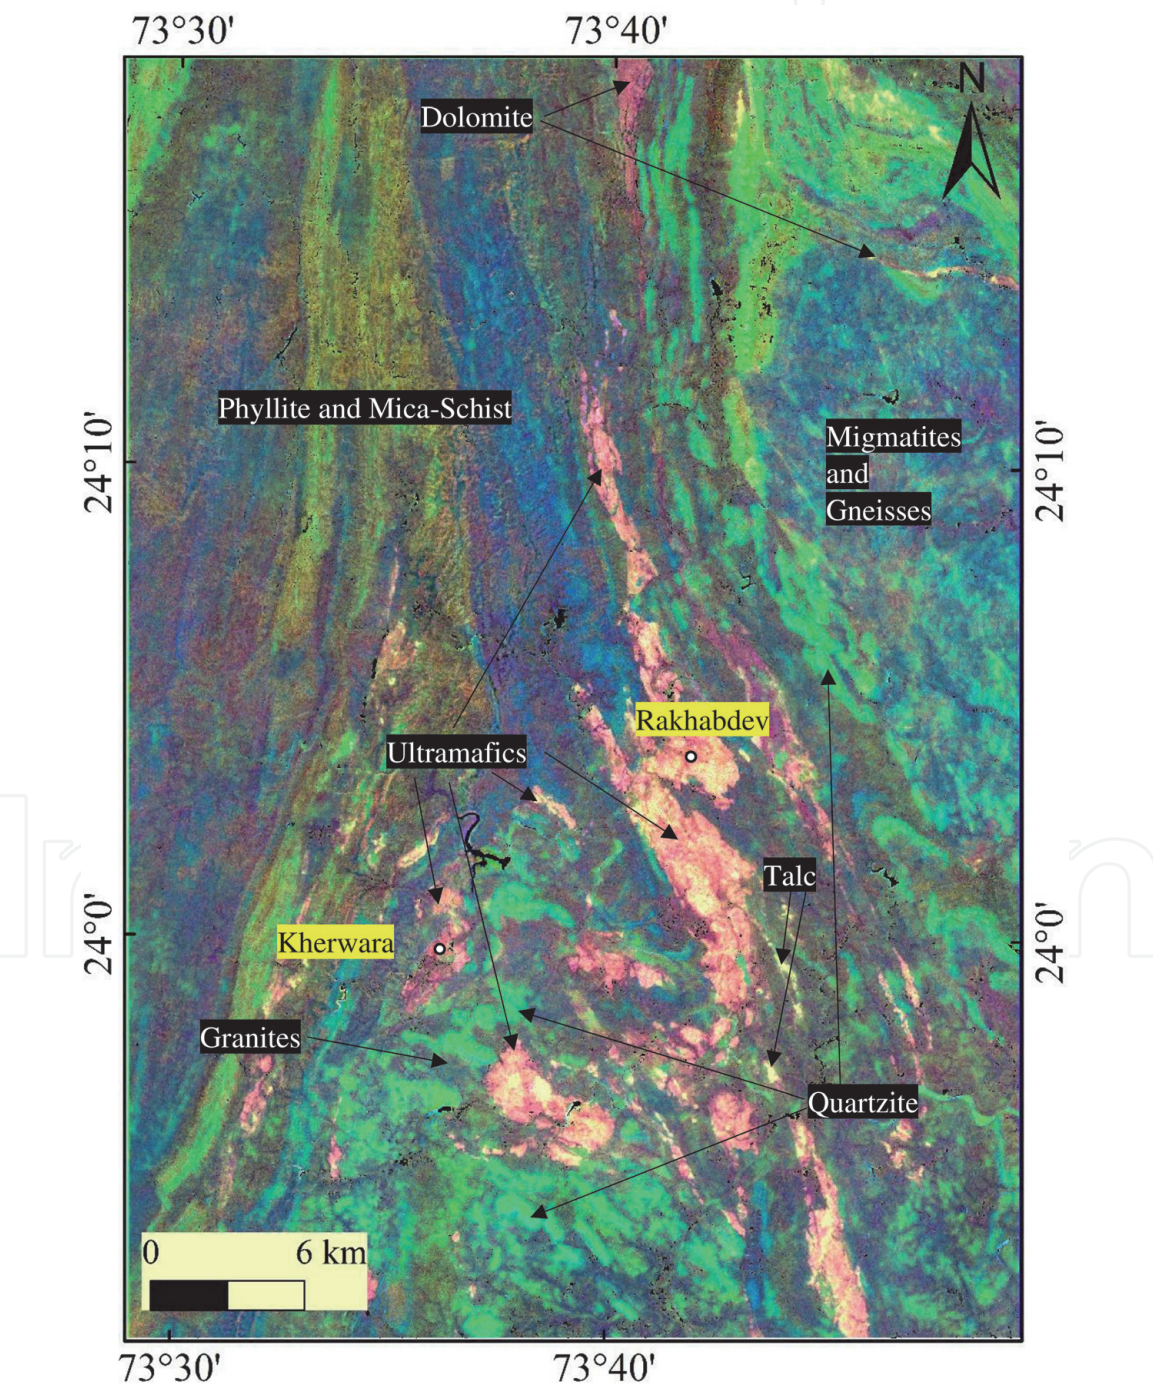 73°30' 73°40'
N
Dolomite
Phyllite and Mica-Schist
24°10'
24°10'
Migmatites
and
Gneisses
Rakhabdev
Ultramafics
Talc
24°0'
24°0'
Kherwara
Granites
Quartzite
0 6 km
73°30' 73°40'